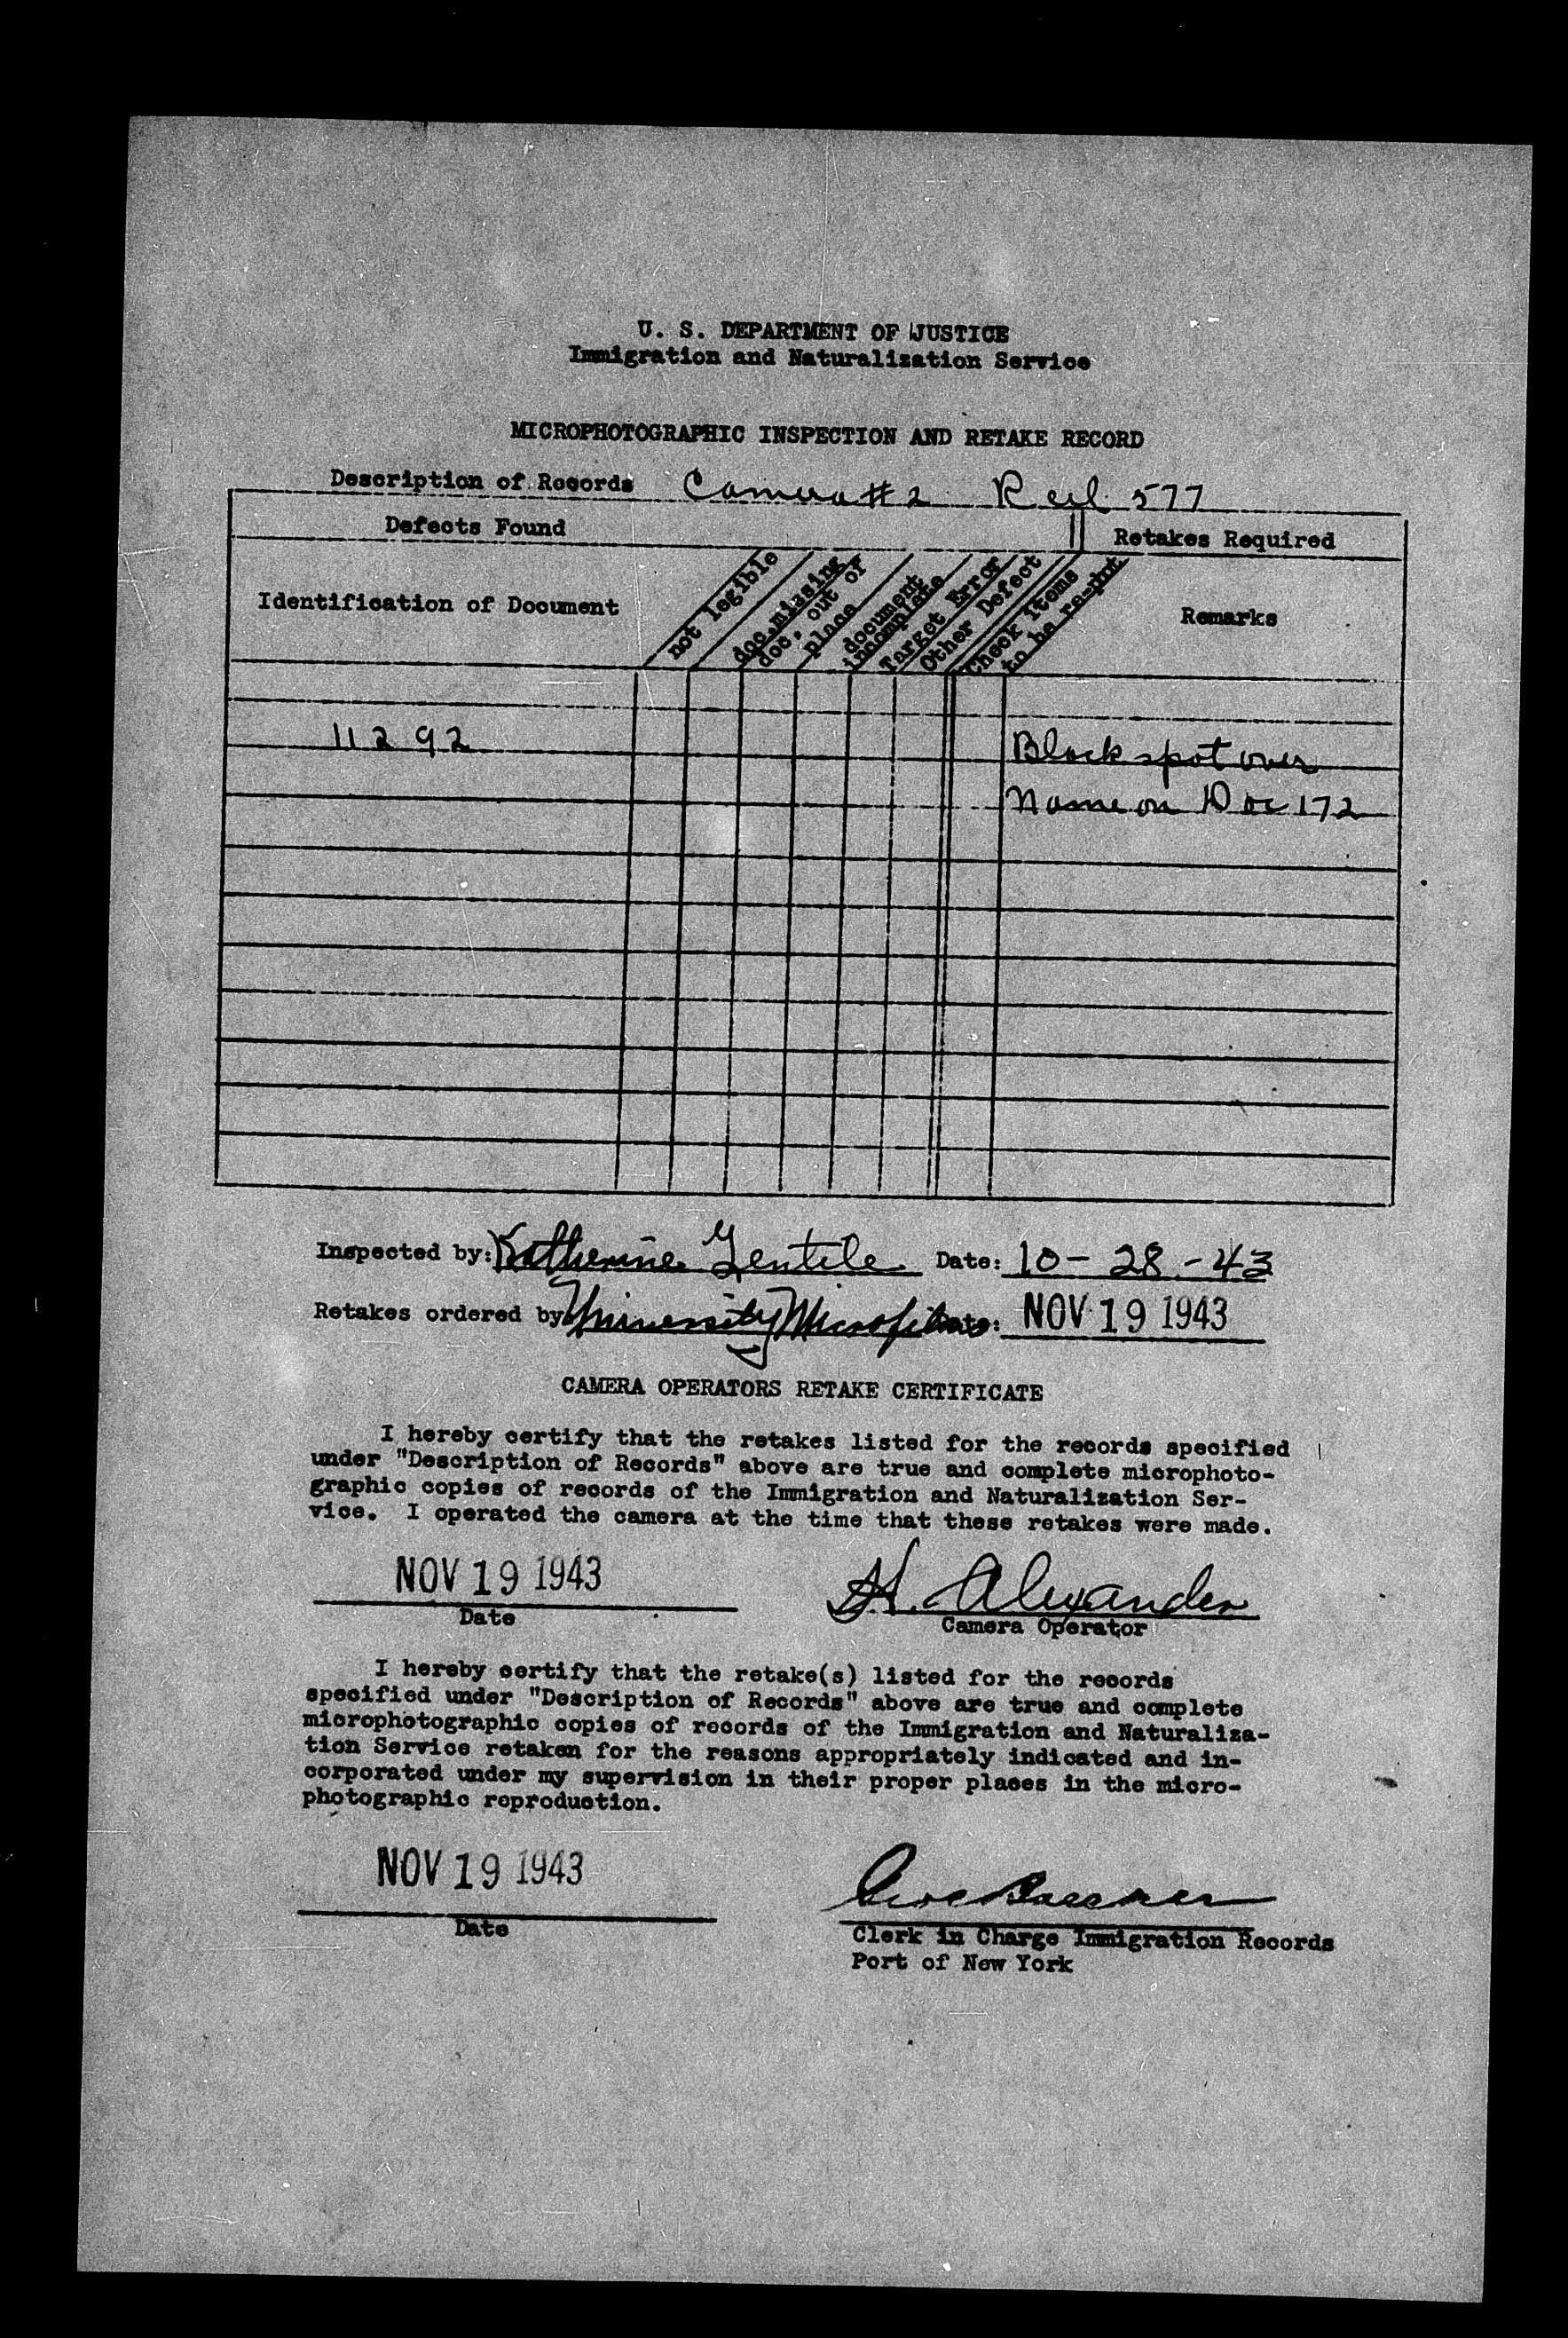 U. S. DEPARTMENT OF JUSTICE
Immigration and Naturalization Service
MICROPHOTOGRAPHIC INSPECTION AND RETAKE RECORD
Description of Records Camera #2 Reel 577
Defects Found Retakes Required
Identification of Document
not legible
doc. missing
doc. out of
place
document
incomplete
Target Error
Other Defect
Check items
to be re-pht
Remarks
11292 Black spot over
Name on Doc 172
Inspected by: Katherine Gentile Date: 10-28-43
Retakes ordered by University Microfilms Date: NOV 19 1943
CAMERA OPERATORS RETAKE CERTIFICATE
I hereby certify that the retakes listed for the records specified
under "Description of Records" above are true and complete microphoto-
graphic copies of records of the Immigration and Naturalization Ser-
vice. I operated the camera at the time that these retakes were made.
NOV 19 1943 H. Alexander
Date Camera Operator
I hereby certify that the retake(s) listed for the records
specified under "Description of Records" above are true and complete
microphotographic copies of records of the Immigration and Naturaliza-
tion Service retaken for the reasons appropriately indicated and in-
corporated under my supervision in their proper places in the micro-
photographic reproduction.
NOV 19 1943
Date Clerk in Charge Immigration Records
Port of New York